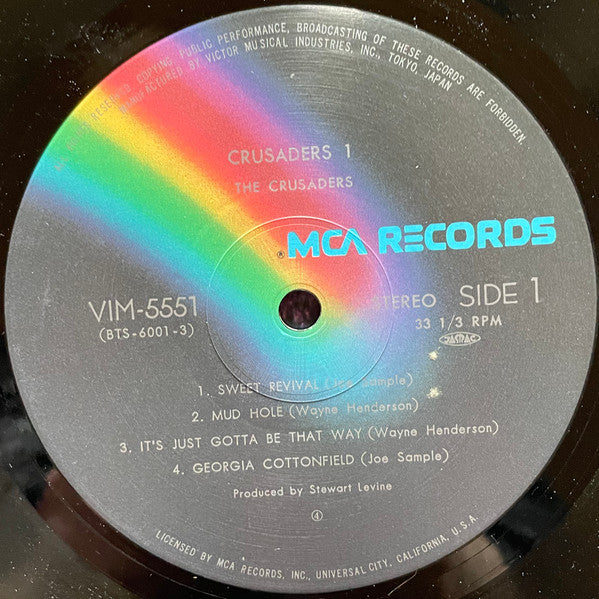 ALL RIGHTS RESERVED COPYING, PUBLIC PERFORMANCE, BROADCASTING OF THESE RECORDS ARE FORBIDDEN.
MANUFACTURED BY VICTOR MUSICAL INDUSTRIES, INC., TOKYO, JAPAN
CRUSADERS 1
THE CRUSADERS
® MCA RECORDS
VIM-5551
(BTS-6001-3)
STEREO SIDE 1
33 1/3 RPM
JASRAC
1. SWEET REVIVAL (Joe Sample)
2. MUD HOLE (Wayne Henderson)
3. IT'S JUST GOTTA BE THAT WAY (Wayne Henderson)
4. GEORGIA COTTONFIELD (Joe Sample)
Produced by Stewart Levine
④
LICENSED BY MCA RECORDS, INC., UNIVERSAL CITY, CALIFORNIA, U.S.A.